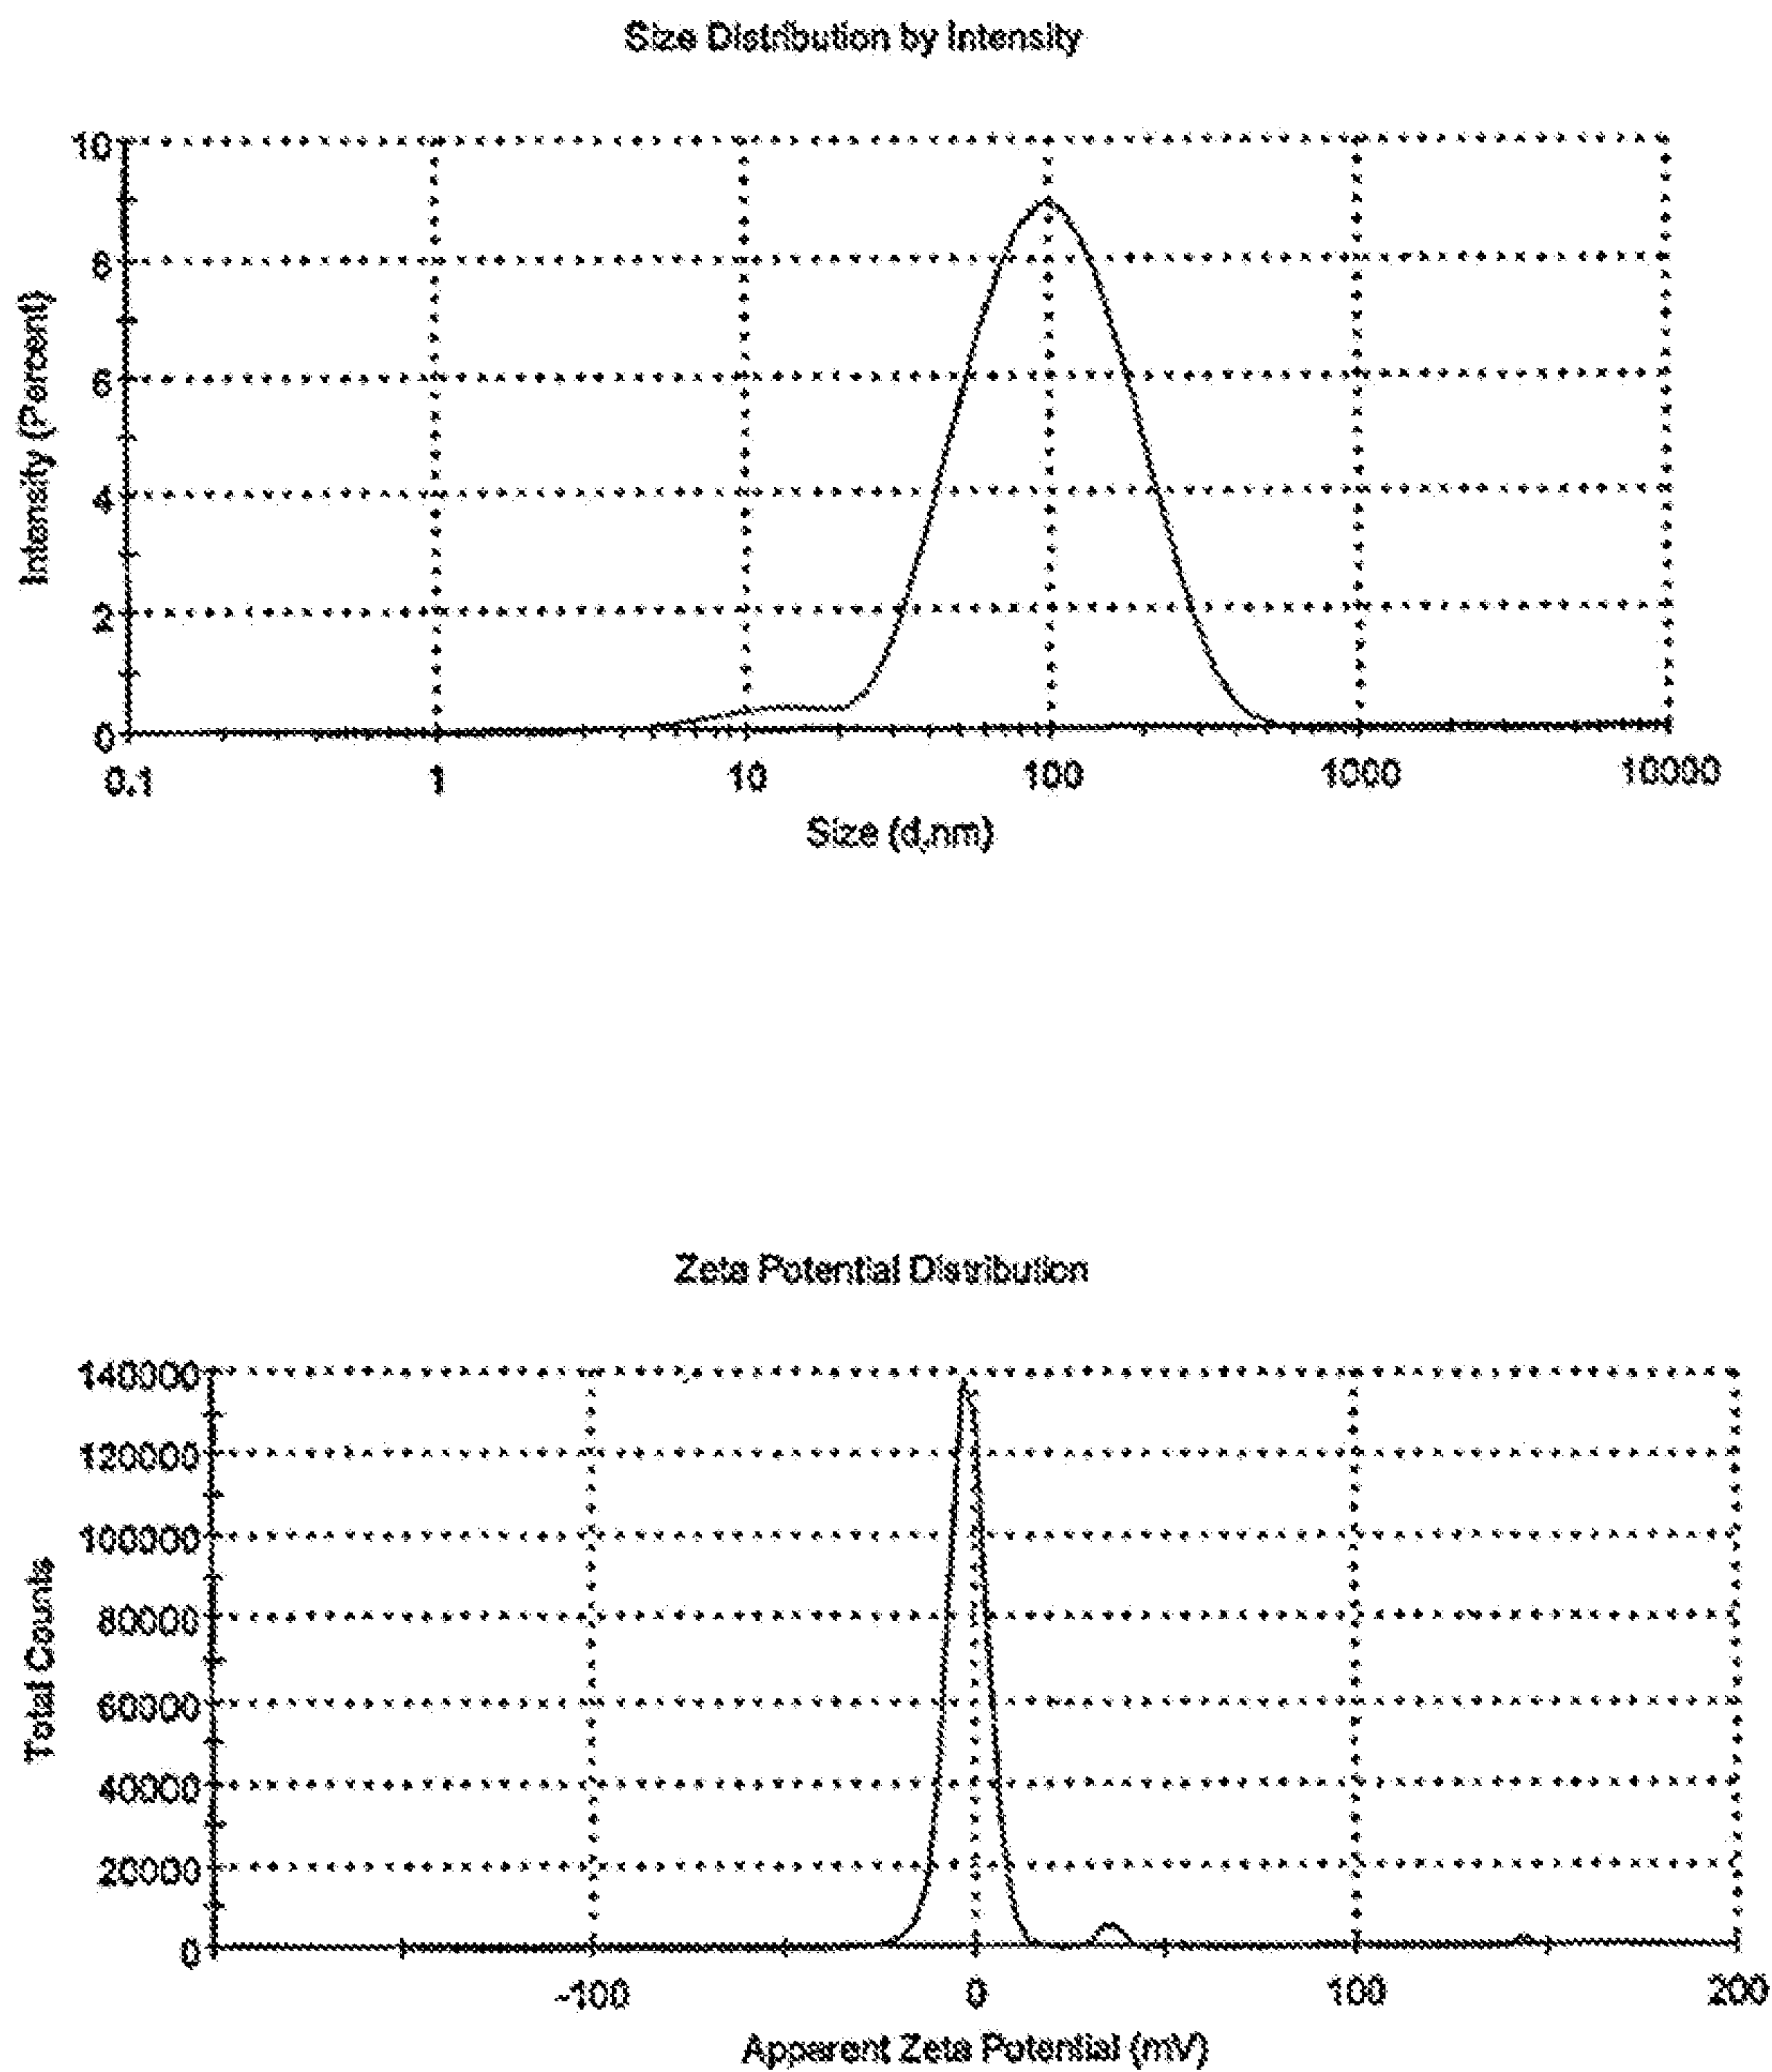 Size Distribution by Intensity
10
8
6
4
2
0
Intensity (Percent)
0.1 1 10 100 1000 10000
Size (d.nm)
Zeta Potential Distribution
140000
120000
100000
80000
60000
40000
20000
0
Total Counts
-100 0 100 200
Apparent Zeta Potential (mV)